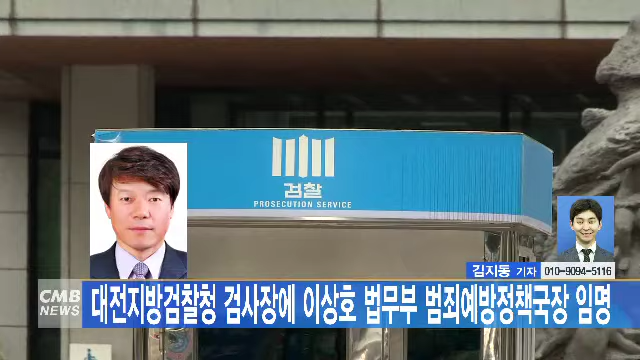 검찰
PROSECUTION SERVICE
김지동 기자 010-9094-5116
CMB
NEWS
대전지방검찰청 검사장에 이상호 법무부 범죄예방정책국장 임명